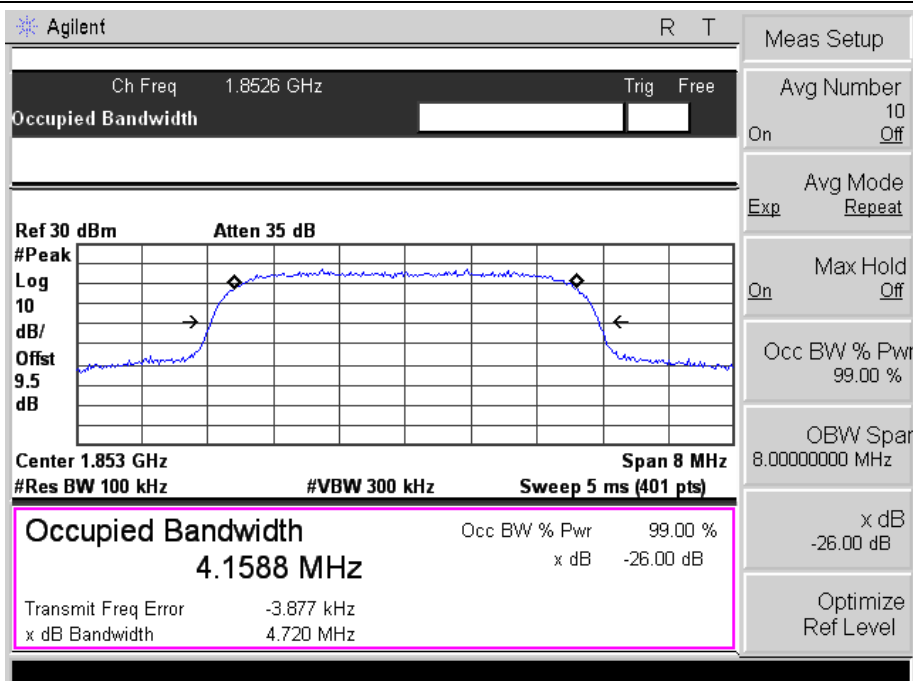 Agilent R T
Ch Freq 1.8526 GHz Trig Free
Occupied Bandwidth
Ref 30 dBm Atten 35 dB
#Peak
Log
10
dB/
Offst
9.5
dB
Center 1.853 GHz Span 8 MHz
#Res BW 100 kHz #VBW 300 kHz Sweep 5 ms (401 pts)
Occupied Bandwidth
4.1588 MHz
Occ BW % Pwr 99.00 %
x dB -26.00 dB
Transmit Freq Error -3.877 kHz
x dB Bandwidth 4.720 MHz
Meas Setup
Avg Number
10
On Off
Avg Mode
Exp Repeat
Max Hold
On Off
Occ BW % Pwr
99.00 %
OBW Spar
8.00000000 MHz
x dB
-26.00 dB
Optimize
Ref Level